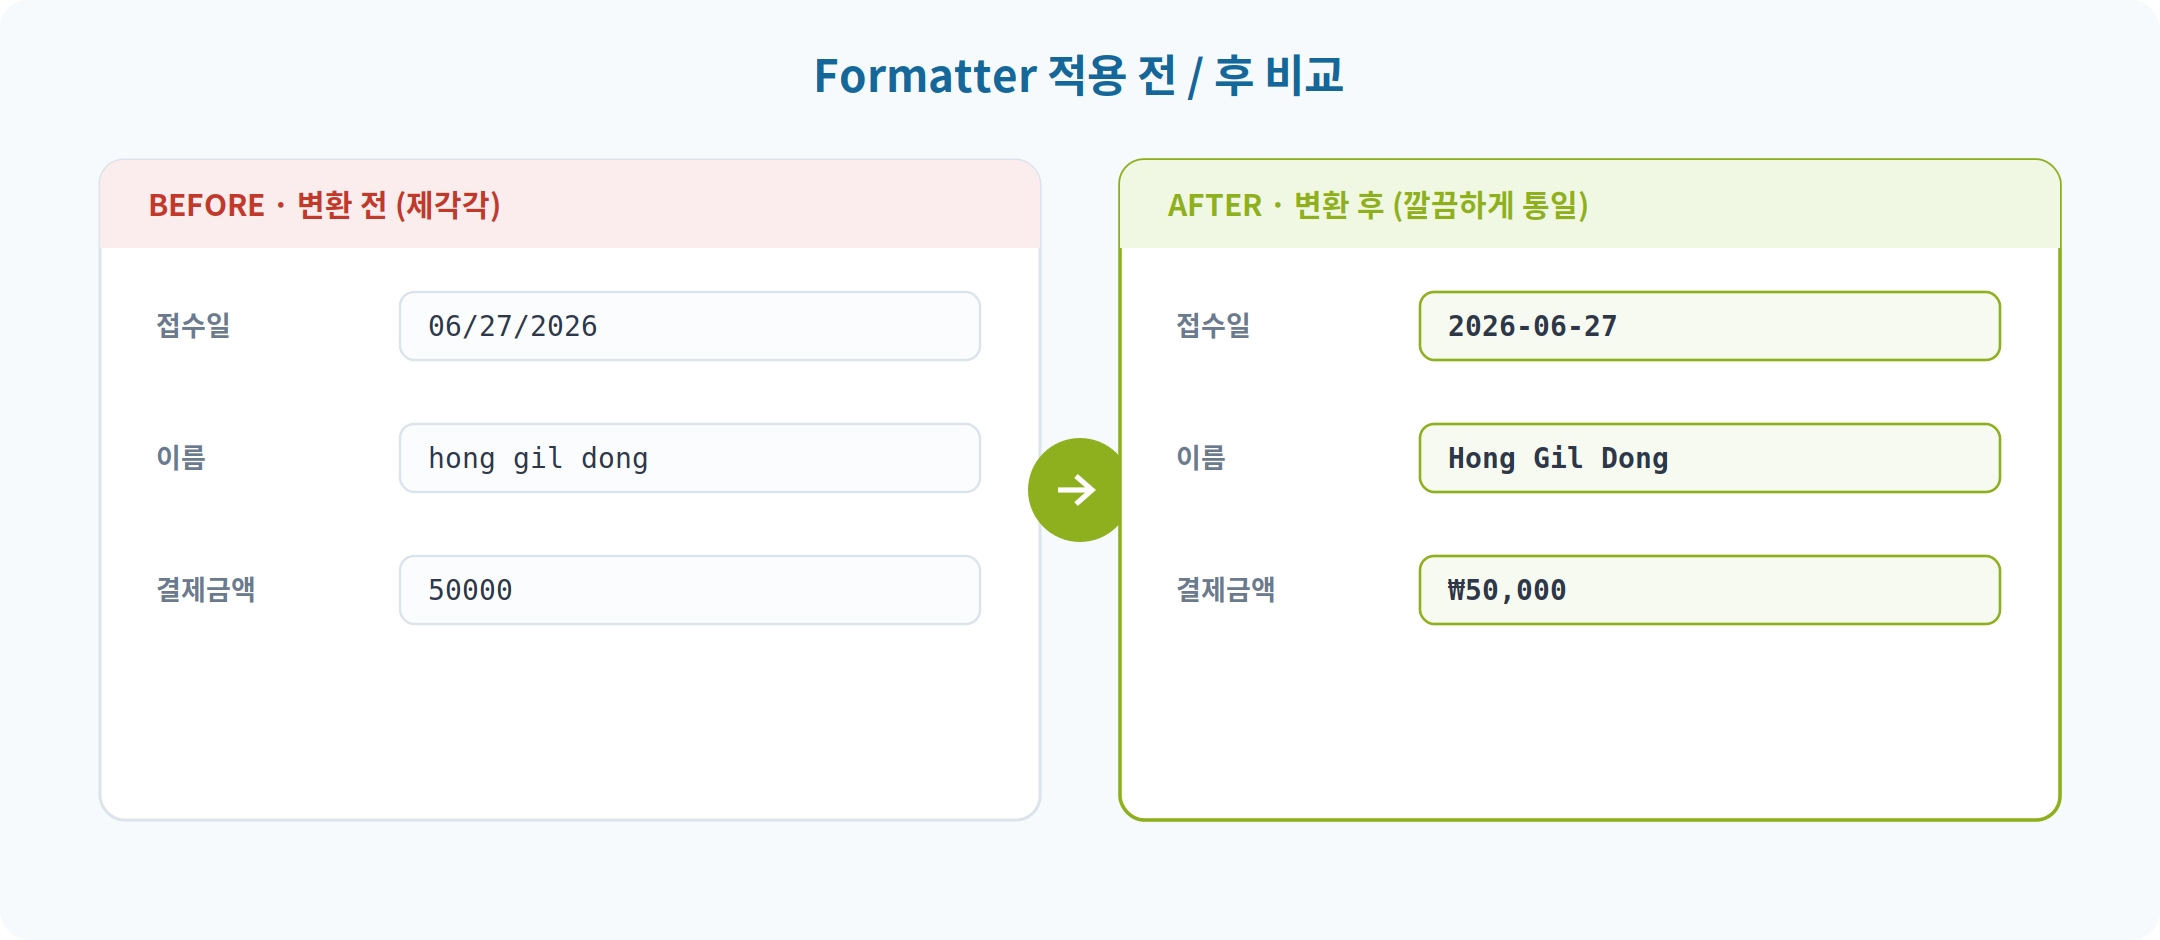 Formatter 적용 전 / 후 비교
BEFORE · 변환 전 (제각각)
접수일
06/27/2026
이름
hong gil dong
결제금액
50000
AFTER · 변환 후 (깔끔하게 통일)
접수일
2026-06-27
이름
Hong Gil Dong
결제금액
₩50,000